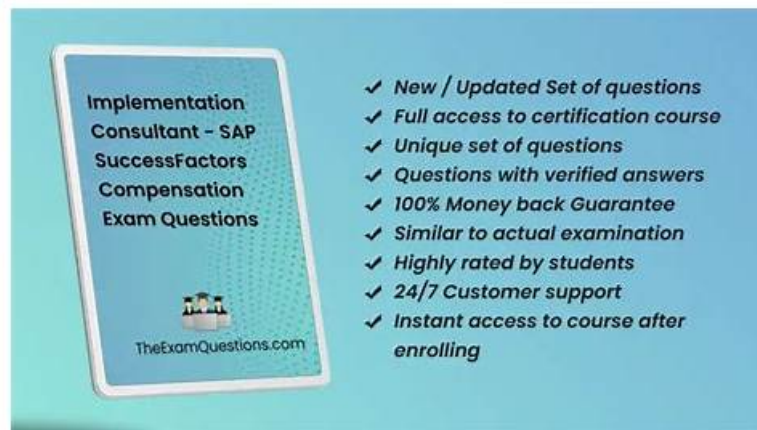 Implementation
Consultant - SAP
SuccessFactors
Compensation
Exam Questions
TheExamQuestions.com
✔ New / Updated Set of questions
✔ Full access to certification course
✔ Unique set of questions
✔ Questions with verified answers
✔ 100% Money back Guarantee
✔ Similar to actual examination
✔ Highly rated by students
✔ 24/7 Customer support
✔ Instant access to course after
enrolling